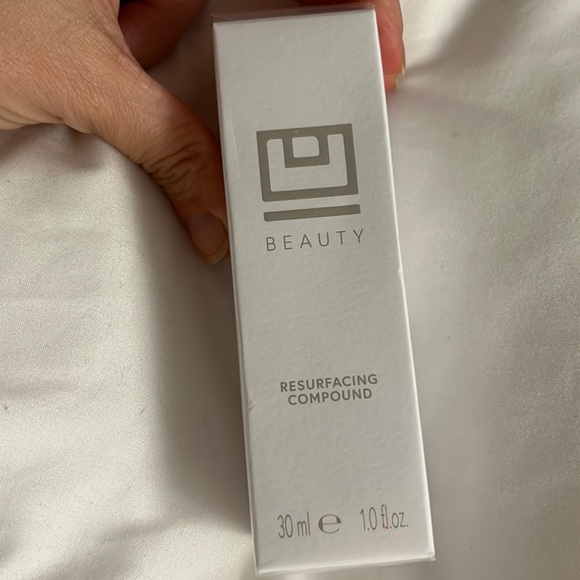 BEAUTY
RESURFACING
COMPOUND
30 ml ℮ 1.0 fl.oz.